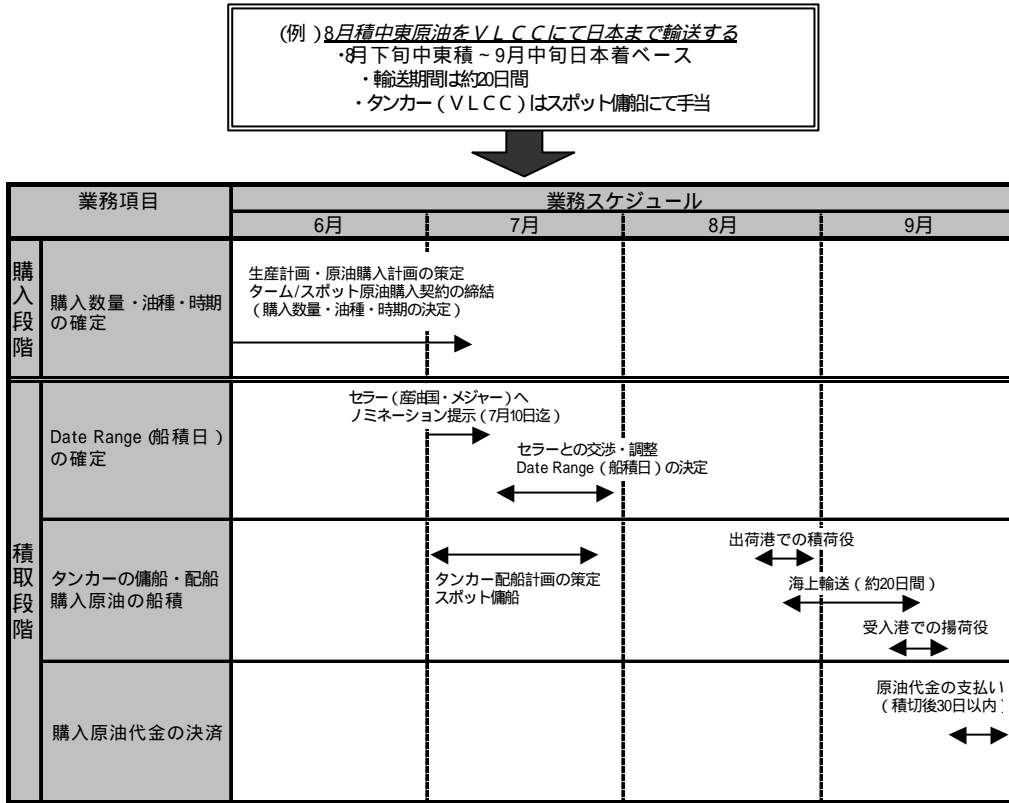 (例)8月積中東原油をVLCCにて日本まで輸送する
・8月下旬中東積~9月中旬日本着ベース
・輸送期間は約20日間
・タンカー(VLCC)はスポット傭船にて手当
業務項目
業務スケジュール
6月
7月
8月
9月
購入段階
購入数量・油種・時期
の確定
生産計画・原油購入計画の策定
ターム/スポット原油購入契約の締結
(購入数量・油種・時期の決定)
積取段階
Date Range (船積日)
の確定
セラー(産油国・メジャー)へ
ノミネーション提示(7月10日迄)
セラーとの交渉・調整
Date Range(船積日)の決定
タンカーの傭船・配船
購入原油の船積
タンカー配船計画の策定
スポット傭船
出荷港での積荷役
海上輸送(約20日間)
受入港での揚荷役
購入原油代金の決済
原油代金の支払い
(積切後30日以内)